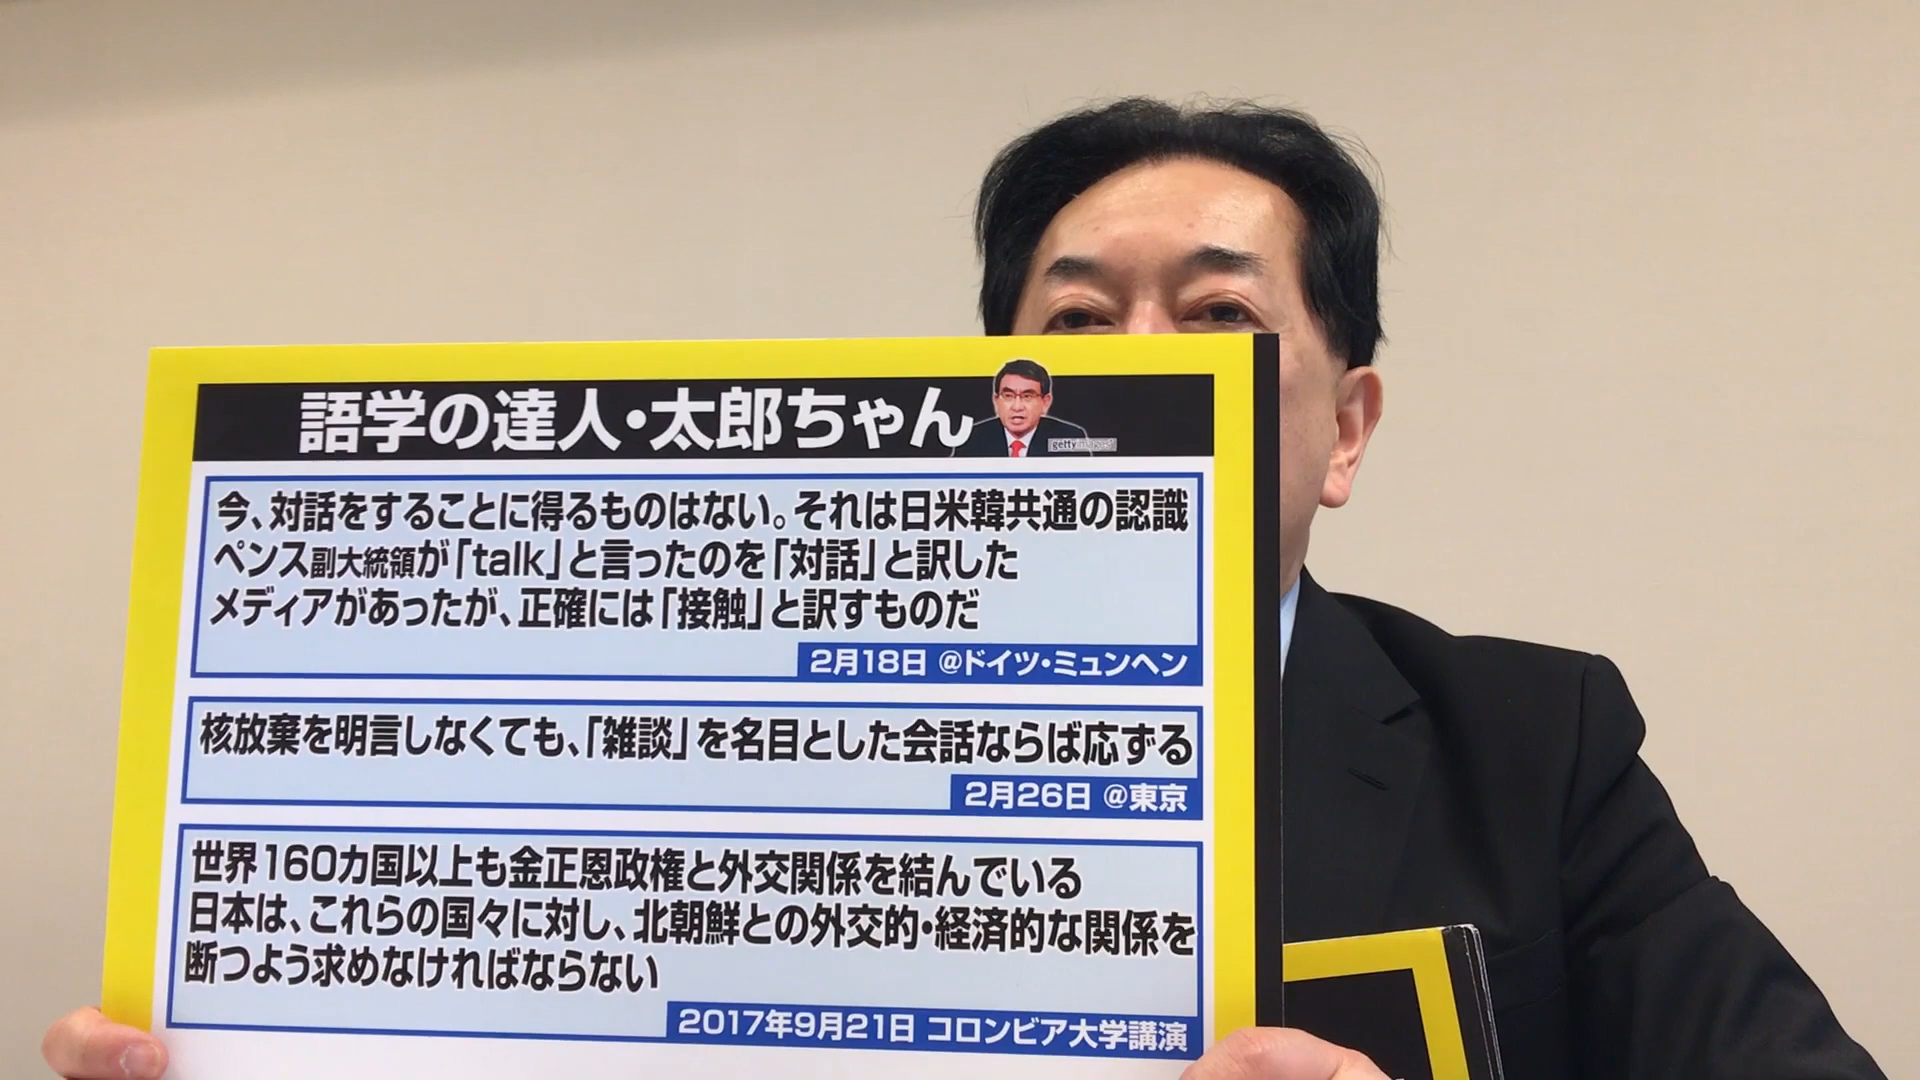 語学の達人・太郎ちゃん
gettyimages
今、対話をすることに得るものはない。それは日米韓共通の認識
ペンス副大統領が「talk」と言ったのを「対話」と訳した
メディアがあったが、正確には「接触」と訳すものだ
2月18日 @ドイツ・ミュンヘン
核放棄を明言しなくても、「雑談」を名目とした会話ならば応ずる
2月26日 @東京
世界160カ国以上も金正恩政権と外交関係を結んでいる
日本は、これらの国々に対し、北朝鮮との外交的・経済的な関係を
断つよう求めなければならない
2017年9月21日 コロンビア大学講演